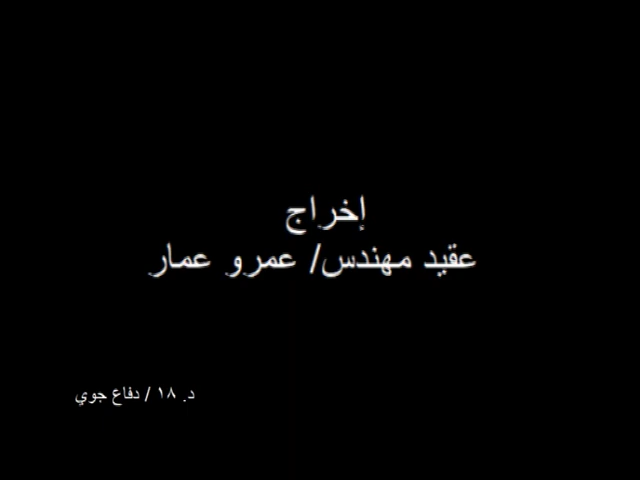 إخراج
عقيد مهندس/ عمرو عمار
د. ١٨ / دفاع جوي